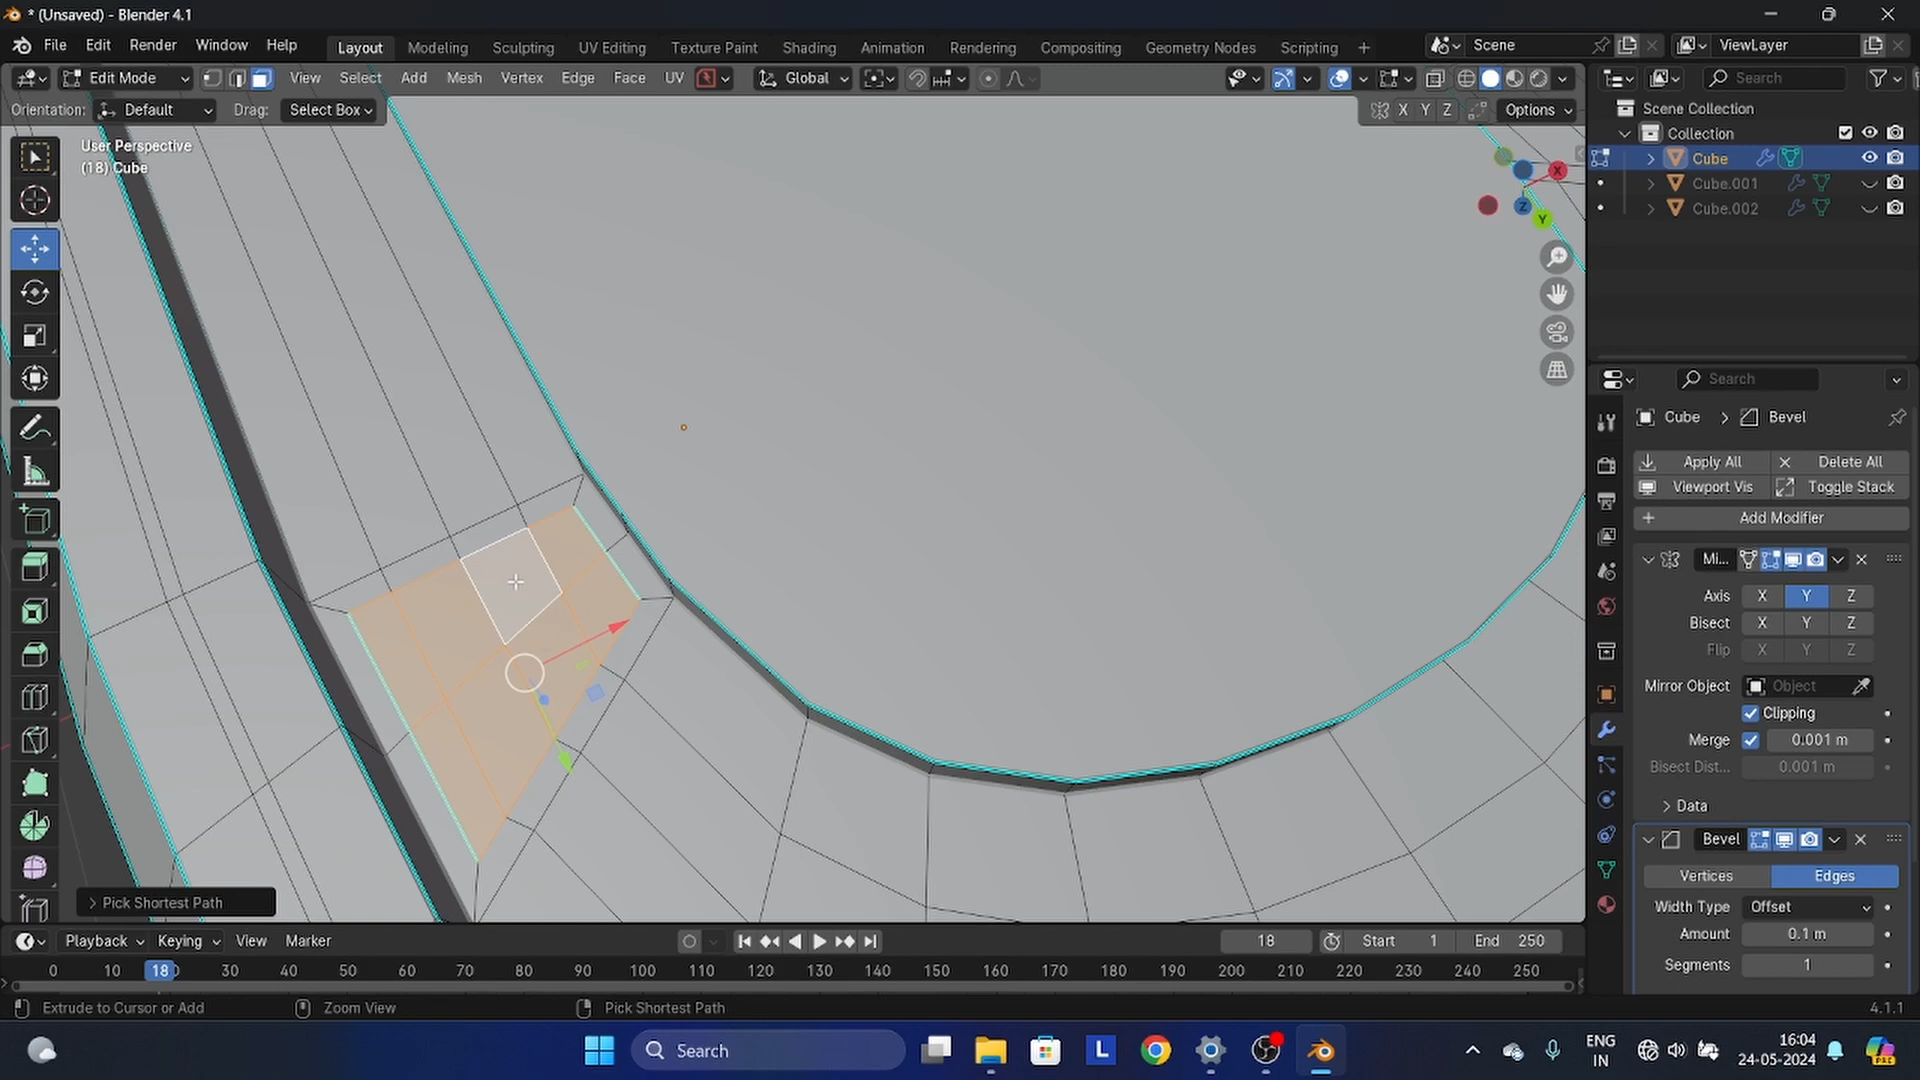 * (Unsaved) - Blender 4.1
File Edit Render Window Help Layout Modeling Sculpting UV Editing Texture Paint Shading Animation Rendering Compositing Geometry Nodes Scripting + Scene ViewLayer
Edit Mode View Select Add Mesh Vertex Edge Face UV Global Search
Orientation: Default Drag: Select Box X Y Z Options
Scene Collection
Collection
Cube
Cube.001
Cube.002
User Perspective
(18) Cube
X
Z
Y
Search
Cube > Bevel
Apply All Delete All
Viewport Vis Toggle Stack
Add Modifier
Mi...
Axis X Y Z
Bisect X Y Z
Flip X Y Z
Mirror Object Object
Clipping
Merge 0.001 m
Bisect Dist... 0.001 m
Data
Bevel
Vertices Edges
Width Type Offset
Amount 0.1 m
Segments 1
Pick Shortest Path
Playback Keying View Marker 18 Start 1 End 250
0 10 18 30 40 50 60 70 80 90 100 110 120 130 140 150 160 170 180 190 200 210 220 230 240 250
Extrude to Cursor or Add Zoom View Pick Shortest Path 4.1.1
Search L ENG
IN
16:04
24-05-2024
PRE